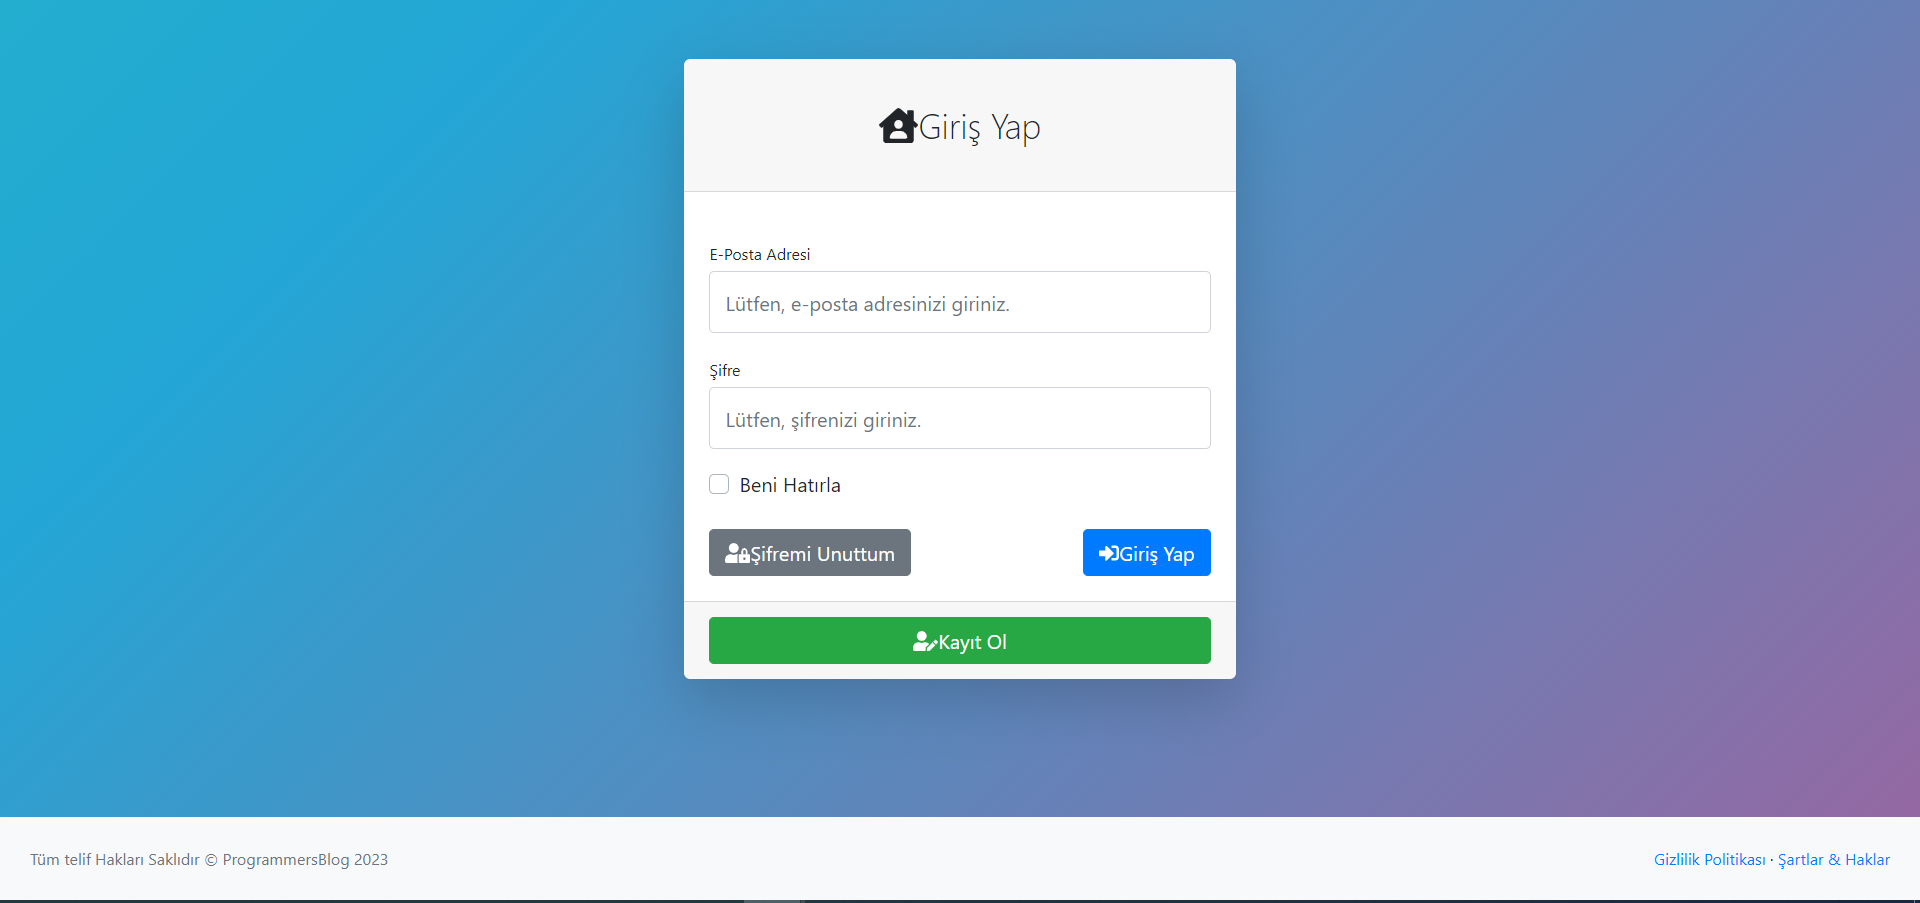 Giriş Yap
E-Posta Adresi
Lütfen, e-posta adresinizi giriniz.
Şifre
Lütfen, şifrenizi giriniz.
Beni Hatırla
Şifremi Unuttum
Giriş Yap
Kayıt Ol
Tüm telif Hakları Saklıdır © ProgrammersBlog 2023
Gizlilik Politikası · Şartlar & Haklar